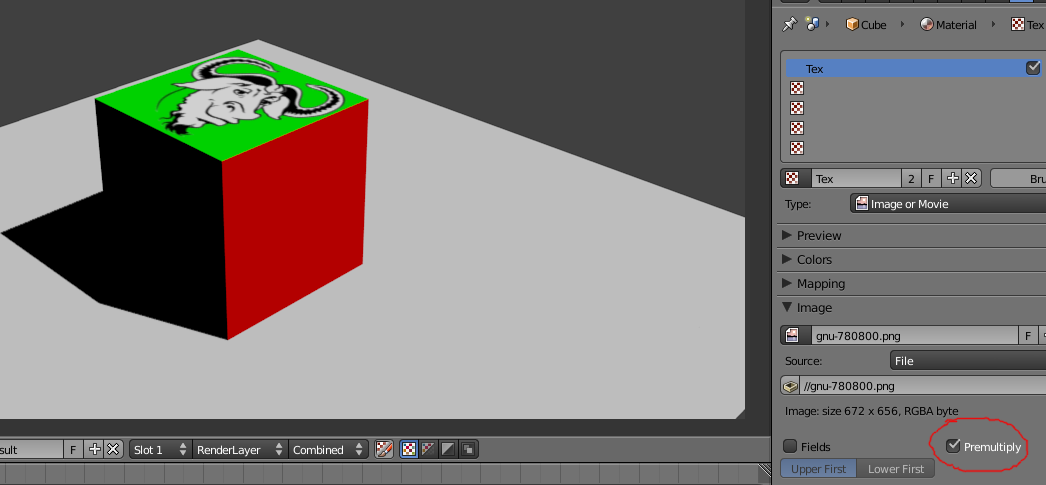 Cube Material Tex
Tex
Tex 2 F Bru
Type: Image or Movie
Preview
Colors
Mapping
Image
gnu-780800.png F
Source: File
//gnu-780800.png
Image: size 672 x 656, RGBA byte
Fields Premultiply
Upper First Lower First
sult F Slot 1 RenderLayer Combined